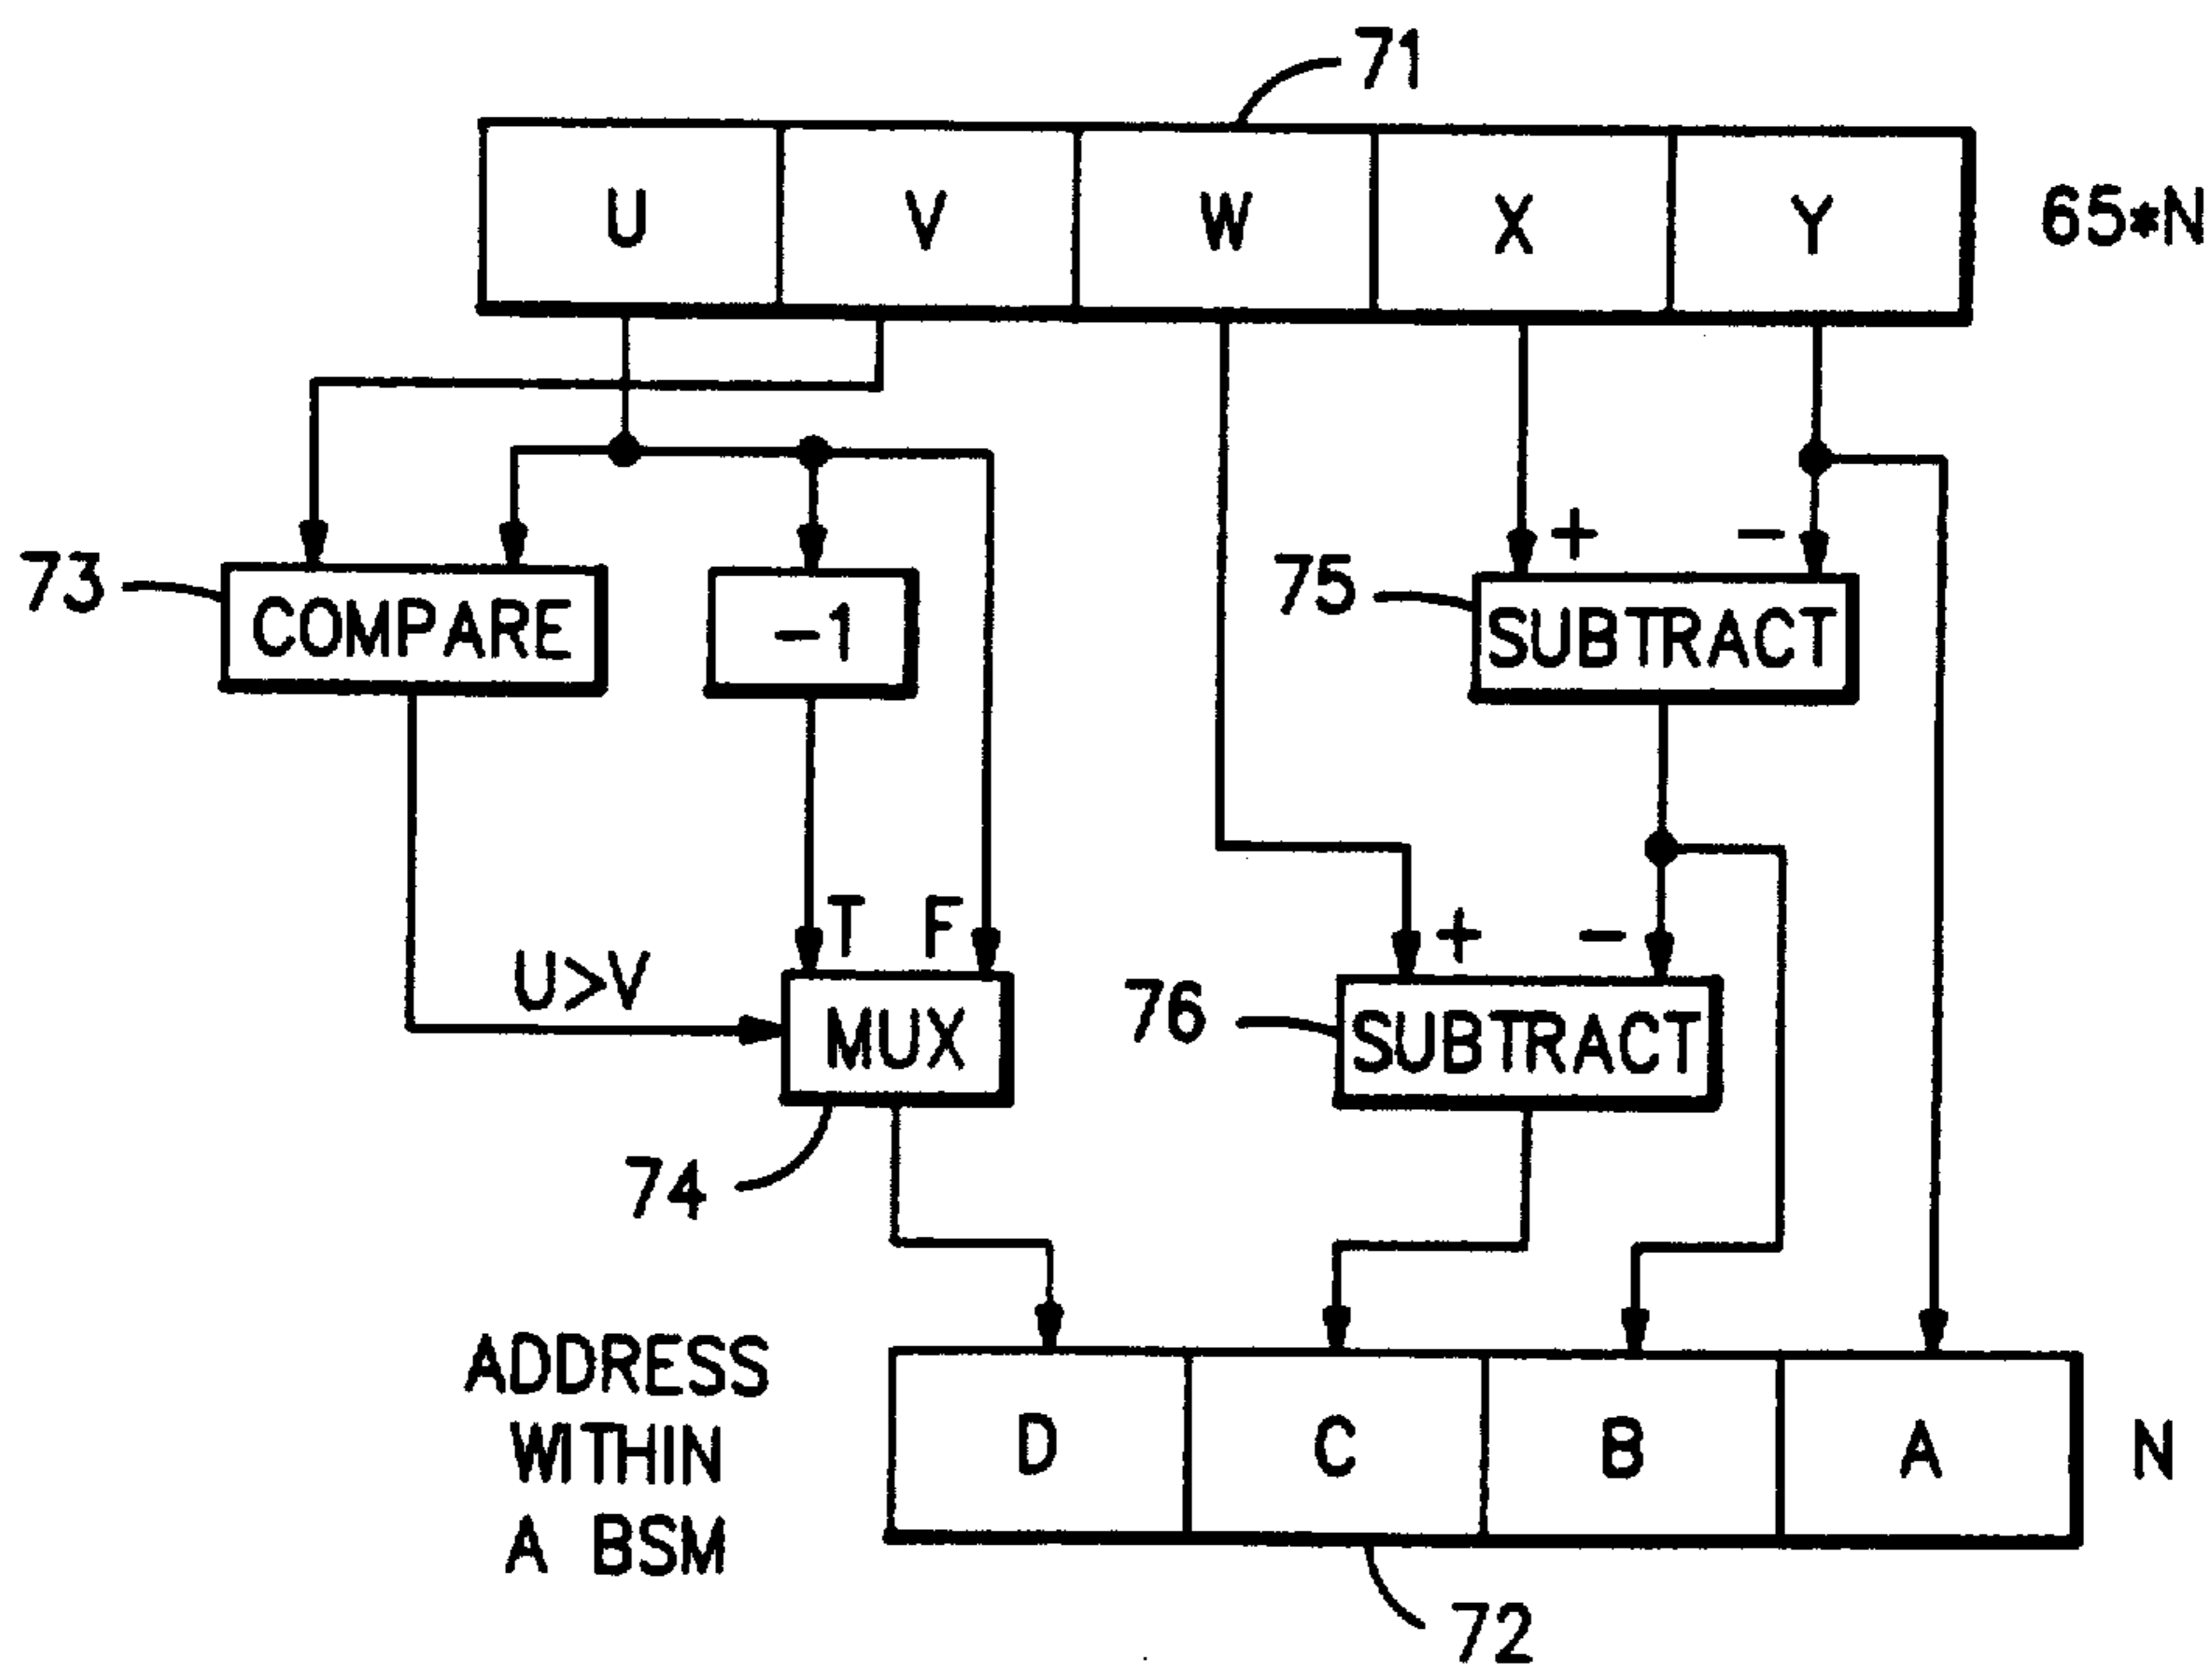 71
U V W X Y 65*N
+ -
73 COMPARE -1 75 SUBTRACT
T F + -
U>V
MUX 76 SUBTRACT
74
ADDRESS
WITHIN
A BSM
D C B A N
72